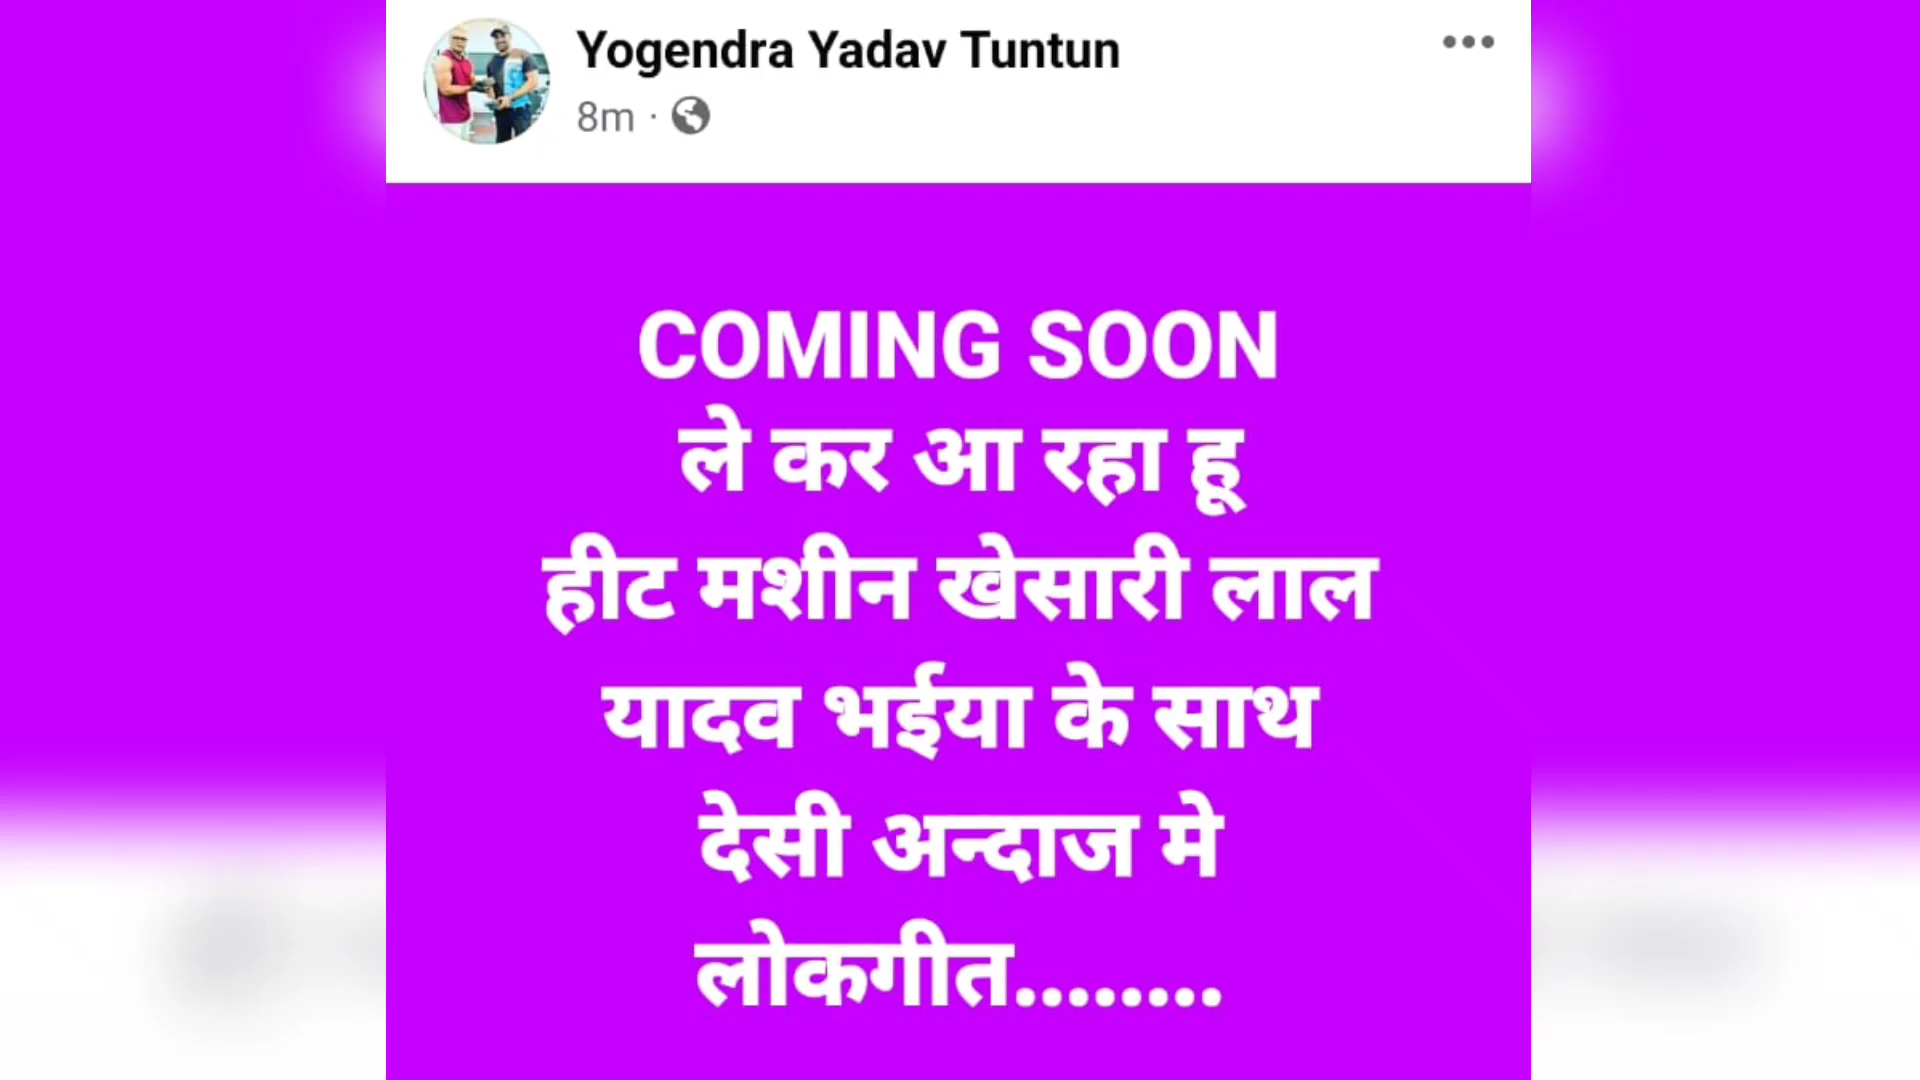 Yogendra Yadav Tuntun
8m ·
COMING SOON
ले कर आ रहा हू
हीट मशीन खेसारी लाल
यादव भईया के साथ
देसी अन्दाज मे
लोकगीत........